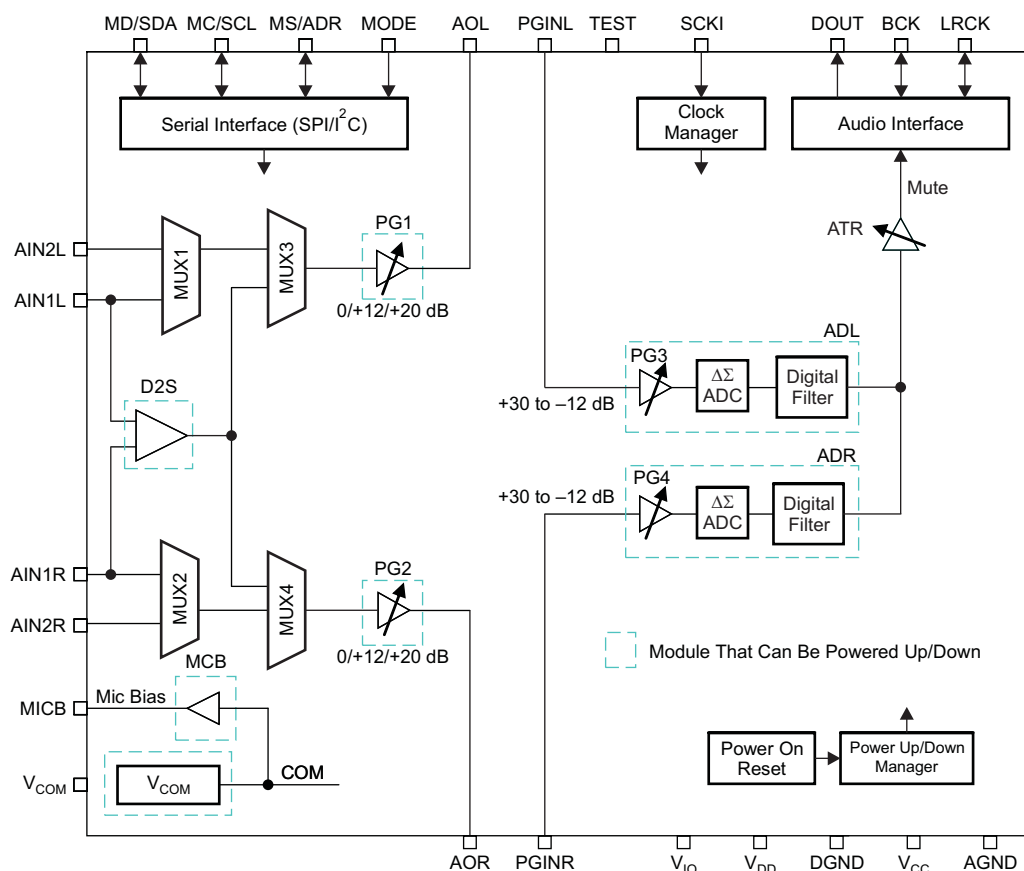 MD/SDA MC/SCL MS/ADR MODE AOL PGINL TEST SCKI DOUT BCK LRCK
Serial Interface (SPI/I²C)
Clock
Manager
Audio Interface
Mute
ATR
AIN2L
AIN1L
MUX1
MUX3
PG1
0/+12/+20 dB
D2S
ADL
PG3
ΔΣ
ADC
Digital
Filter
+30 to –12 dB
ADR
PG4
ΔΣ
ADC
Digital
Filter
+30 to –12 dB
AIN1R
AIN2R
MUX2
MUX4
PG2
0/+12/+20 dB
Module That Can Be Powered Up/Down
MCB
Mic Bias
MICB
COM
VCOM
VCOM
Power On
Reset
Power Up/Down
Manager
AOR PGINR VIO VDD DGND VCC AGND